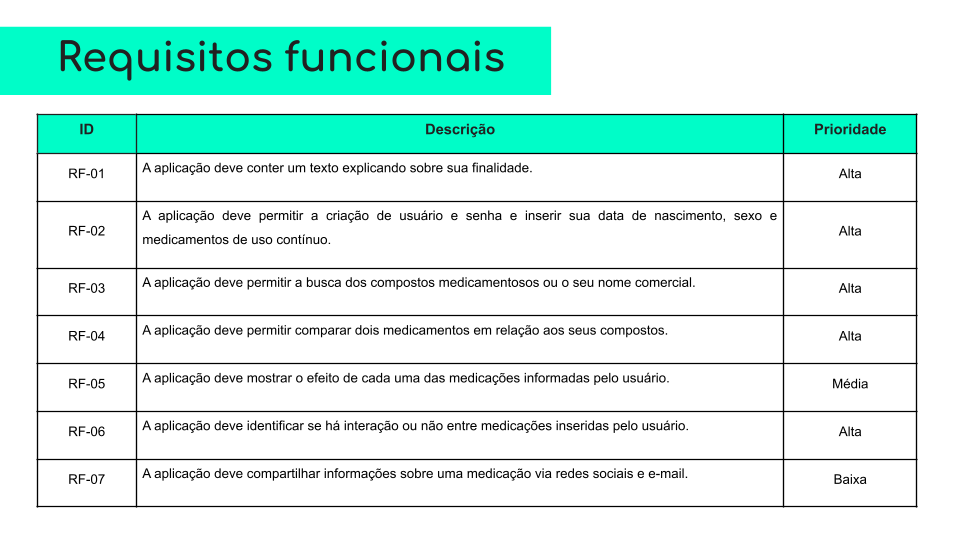 Requisitos funcionais
ID Descrição Prioridade
RF-01 A aplicação deve conter um texto explicando sobre sua finalidade. Alta
RF-02 A aplicação deve permitir a criação de usuário e senha e inserir sua data de nascimento, sexo e
medicamentos de uso contínuo. Alta
RF-03 A aplicação deve permitir a busca dos compostos medicamentosos ou o seu nome comercial. Alta
RF-04 A aplicação deve permitir comparar dois medicamentos em relação aos seus compostos. Alta
RF-05 A aplicação deve mostrar o efeito de cada uma das medicações informadas pelo usuário. Média
RF-06 A aplicação deve identificar se há interação ou não entre medicações inseridas pelo usuário. Alta
RF-07 A aplicação deve compartilhar informações sobre uma medicação via redes sociais e e-mail. Baixa